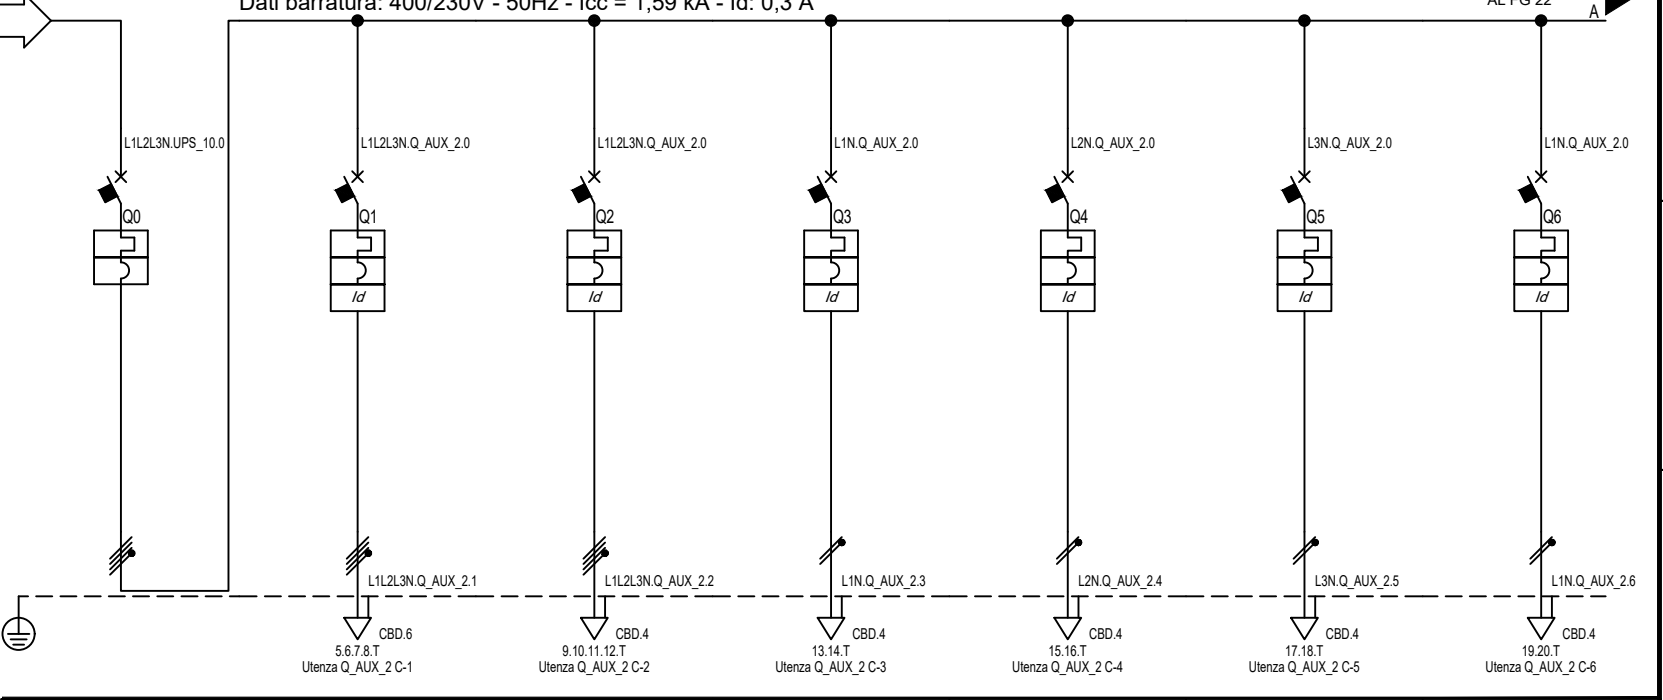 Dati barratura: 400/230V - 50Hz - Icc = 1,59 kA - Id: 0,3 A
AL FG 22
A
L1L2L3N.UPS_10.0
L1L2L3N.Q_AUX_2.0
L1L2L3N.Q_AUX_2.0
L1N.Q_AUX_2.0
L2N.Q_AUX_2.0
L3N.Q_AUX_2.0
L1N.Q_AUX_2.0
Q0
Q1
Q2
Q3
Q4
Q5
Q6
Id
Id
Id
Id
Id
Id
L1L2L3N.Q_AUX_2.1
L1L2L3N.Q_AUX_2.2
L1N.Q_AUX_2.3
L2N.Q_AUX_2.4
L3N.Q_AUX_2.5
L1N.Q_AUX_2.6
CBD.6
CBD.4
CBD.4
CBD.4
CBD.4
CBD.4
5.6.7.8.T
9.10.11.12.T
13.14.T
15.16.T
17.18.T
19.20.T
Utenza Q_AUX_2 C-1
Utenza Q_AUX_2 C-2
Utenza Q_AUX_2 C-3
Utenza Q_AUX_2 C-4
Utenza Q_AUX_2 C-5
Utenza Q_AUX_2 C-6